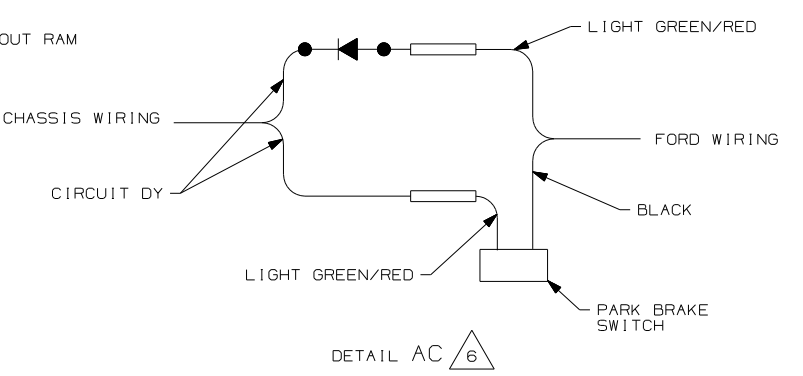 OUT RAM
LIGHT GREEN/RED
CHASSIS WIRING
FORD WIRING
CIRCUIT DY
BLACK
LIGHT GREEN/RED
PARK BRAKE
SWITCH
DETAIL AC 6